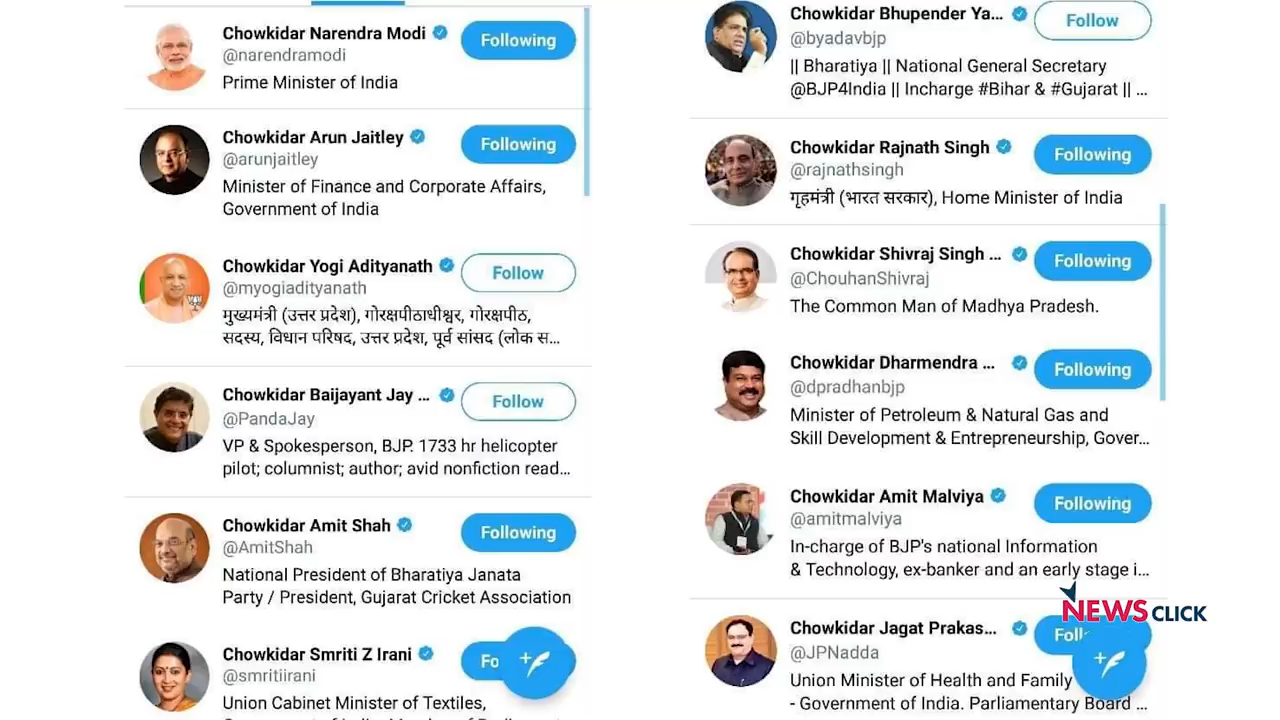 Chowkidar Narendra Modi
Following
@narendramodi
Prime Minister of India
Chowkidar Arun Jaitley
Following
@arunjaitley
Minister of Finance and Corporate Affairs,
Government of India
Chowkidar Yogi Adityanath
Follow
@myogiadityanath
मुख्यमंत्री (उत्तर प्रदेश), गोरक्षपीठाधीश्वर, गोरक्षपीठ,
सदस्य, विधान परिषद, उत्तर प्रदेश, पूर्व सांसद (लोक स...
Chowkidar Baijayant Jay ...
Follow
@PandaJay
VP & Spokesperson, BJP. 1733 hr helicopter
pilot; columnist; author; avid nonfiction read...
Chowkidar Amit Shah
Following
@AmitShah
National President of Bharatiya Janata
Party / President, Gujarat Cricket Association
Chowkidar Smriti Z Irani
Fo
@smritiirani
Union Cabinet Minister of Textiles,
Chowkidar Bhupender Ya...
Follow
@byadavbjp
|| Bharatiya || National General Secretary
@BJP4India || Incharge #Bihar & #Gujarat || ...
Chowkidar Rajnath Singh
Following
@rajnathsingh
गृहमंत्री (भारत सरकार), Home Minister of India
Chowkidar Shivraj Singh ...
Following
@ChouhanShivraj
The Common Man of Madhya Pradesh.
Chowkidar Dharmendra ...
Following
@dpradhanbjp
Minister of Petroleum & Natural Gas and
Skill Development & Entrepreneurship, Gover...
Chowkidar Amit Malviya
Following
@amitmalviya
In-charge of BJP's national Information
& Technology, ex-banker and an early stage i...
NEWSCLICK
Chowkidar Jagat Prakas...
Foll
@JPNadda
Union Minister of Health and Family
- Government of India. Parliamentary Board ...